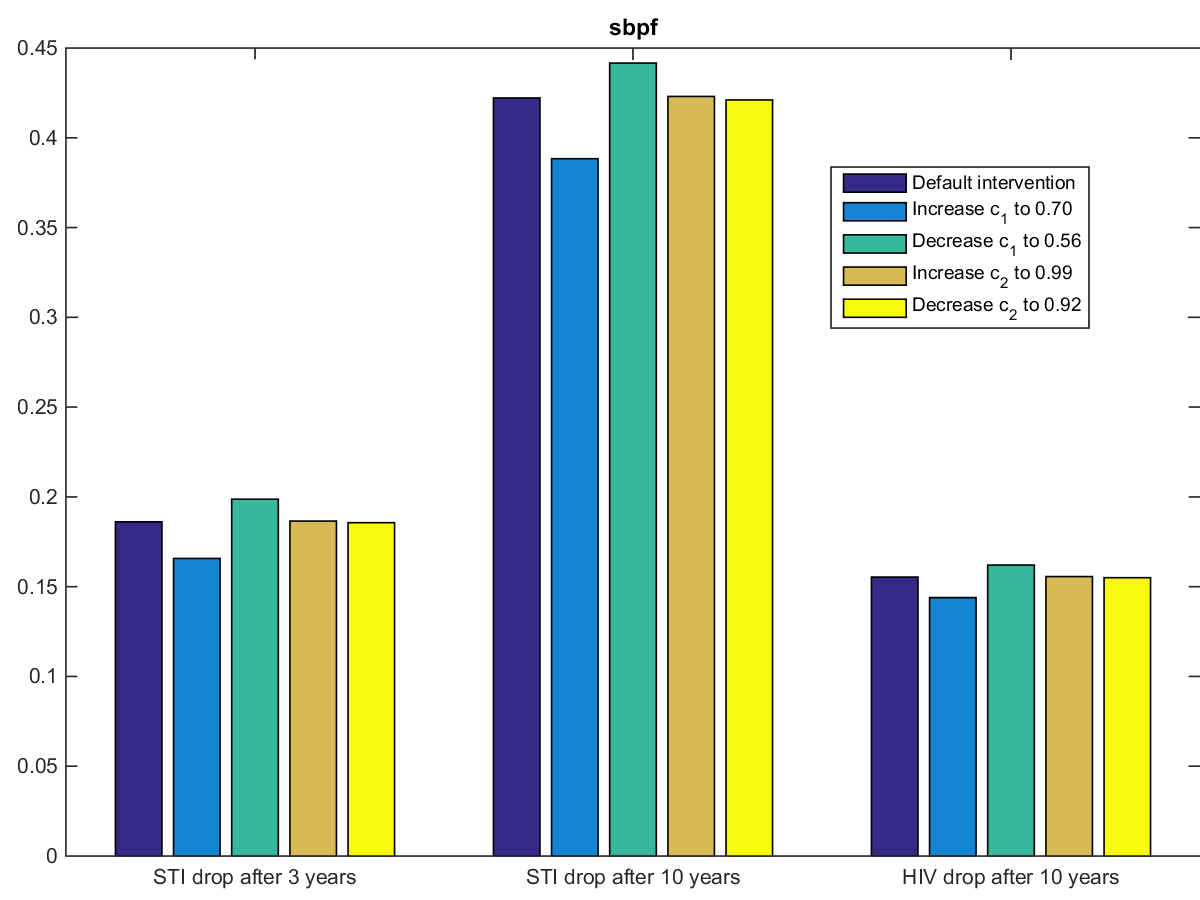 sbpf
0.45
0.4
0.35
0.3
0.25
0.2
0.15
0.1
0.05
0
Default intervention
Increase c1 to 0.70
Decrease c1 to 0.56
Increase c2 to 0.99
Decrease c2 to 0.92
STI drop after 3 years
STI drop after 10 years
HIV drop after 10 years